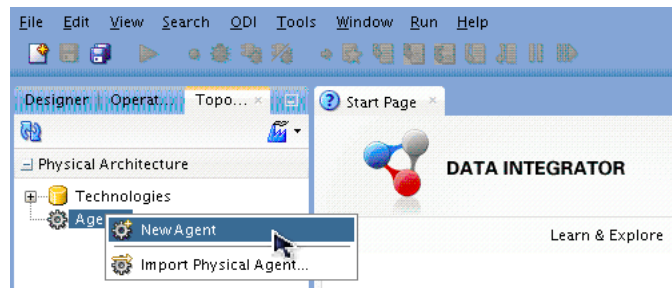 File Edit View Search ODI Tools Window Run Help
Designer Operat... Topo... Start Page
Physical Architecture
DATA INTEGRATOR
Technologies
Age
New Agent
Learn & Explore
Import Physical Agent...